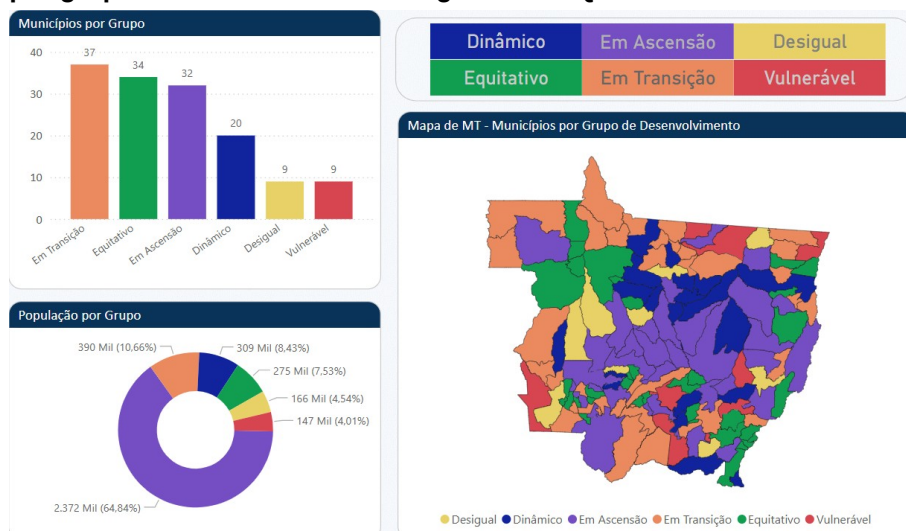 Municípios por Grupo
40
30
20
10
0
37
34
32
20
9
9
Em Transição
Equitativo
Em Ascensão
Dinâmico
Desigual
Vulnerável
Dinâmico Em Ascensão Desigual
Equitativo Em Transição Vulnerável
População por Grupo
390 Mil (10,66%)
309 Mil (8,43%)
275 Mil (7,53%)
166 Mil (4,54%)
147 Mil (4,01%)
2.372 Mil (64,84%)
Mapa de MT - Municípios por Grupo de Desenvolvimento
Desigual Dinâmico Em Ascensão Em Transição Equitativo Vulnerável